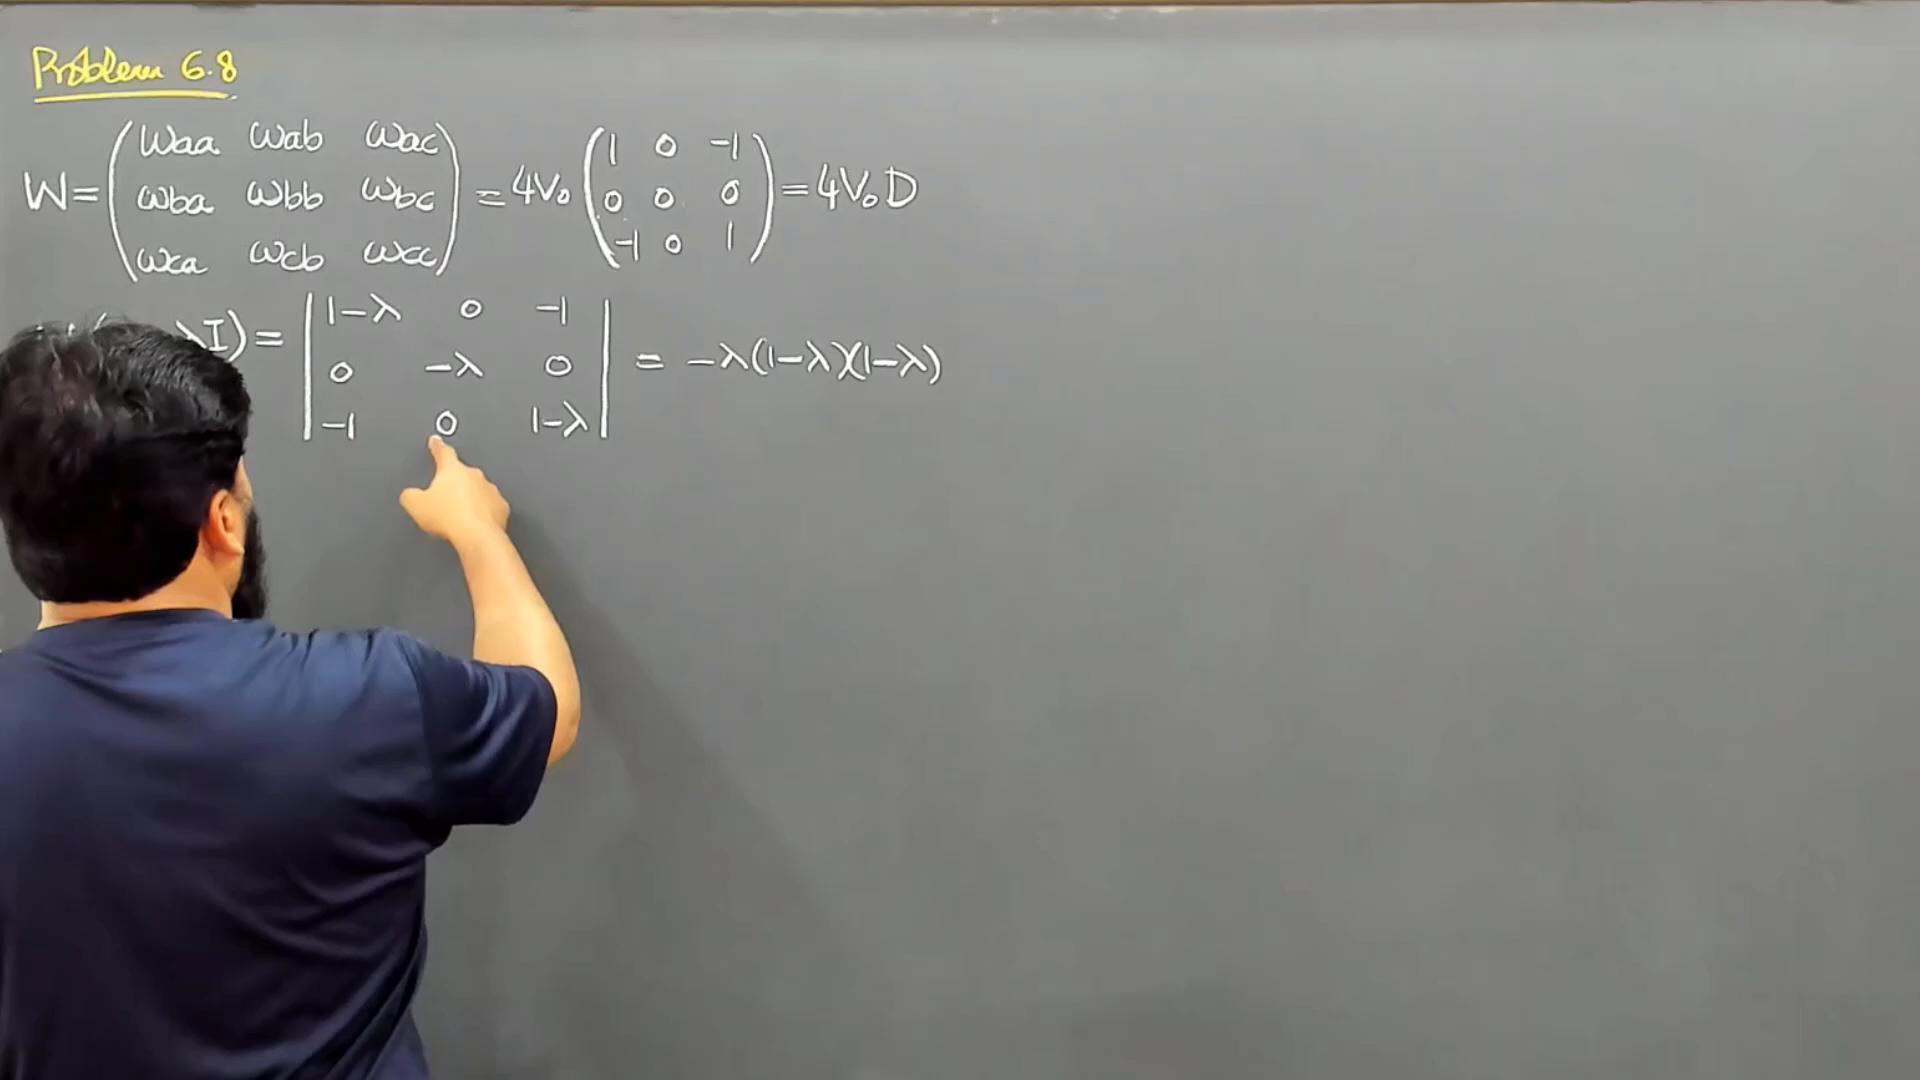 Problem 6.8
W = ( Waa Wab Wac ; Wba Wbb Wbc ; Wca Wcb Wcc ) = 4V₀ ( 1 0 -1 ; 0 0 0 ; -1 0 1 ) = 4V₀D
λI) = | 1-λ 0 -1 ; 0 -λ 0 ; -1 0 1-λ | = -λ(1-λ)(1-λ)